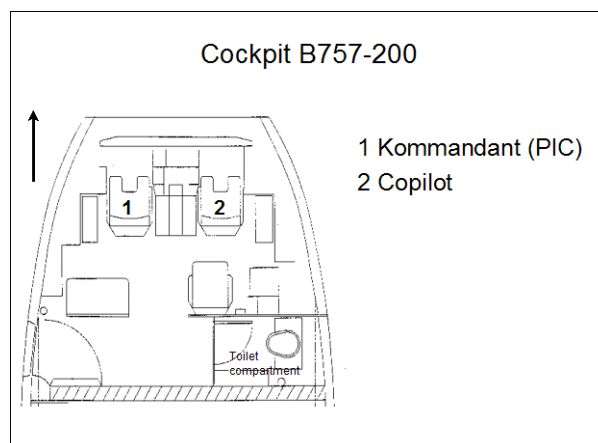 Cockpit B757-200
1 Kommandant (PIC)
2 Copilot
1
2
Toilet
compartment